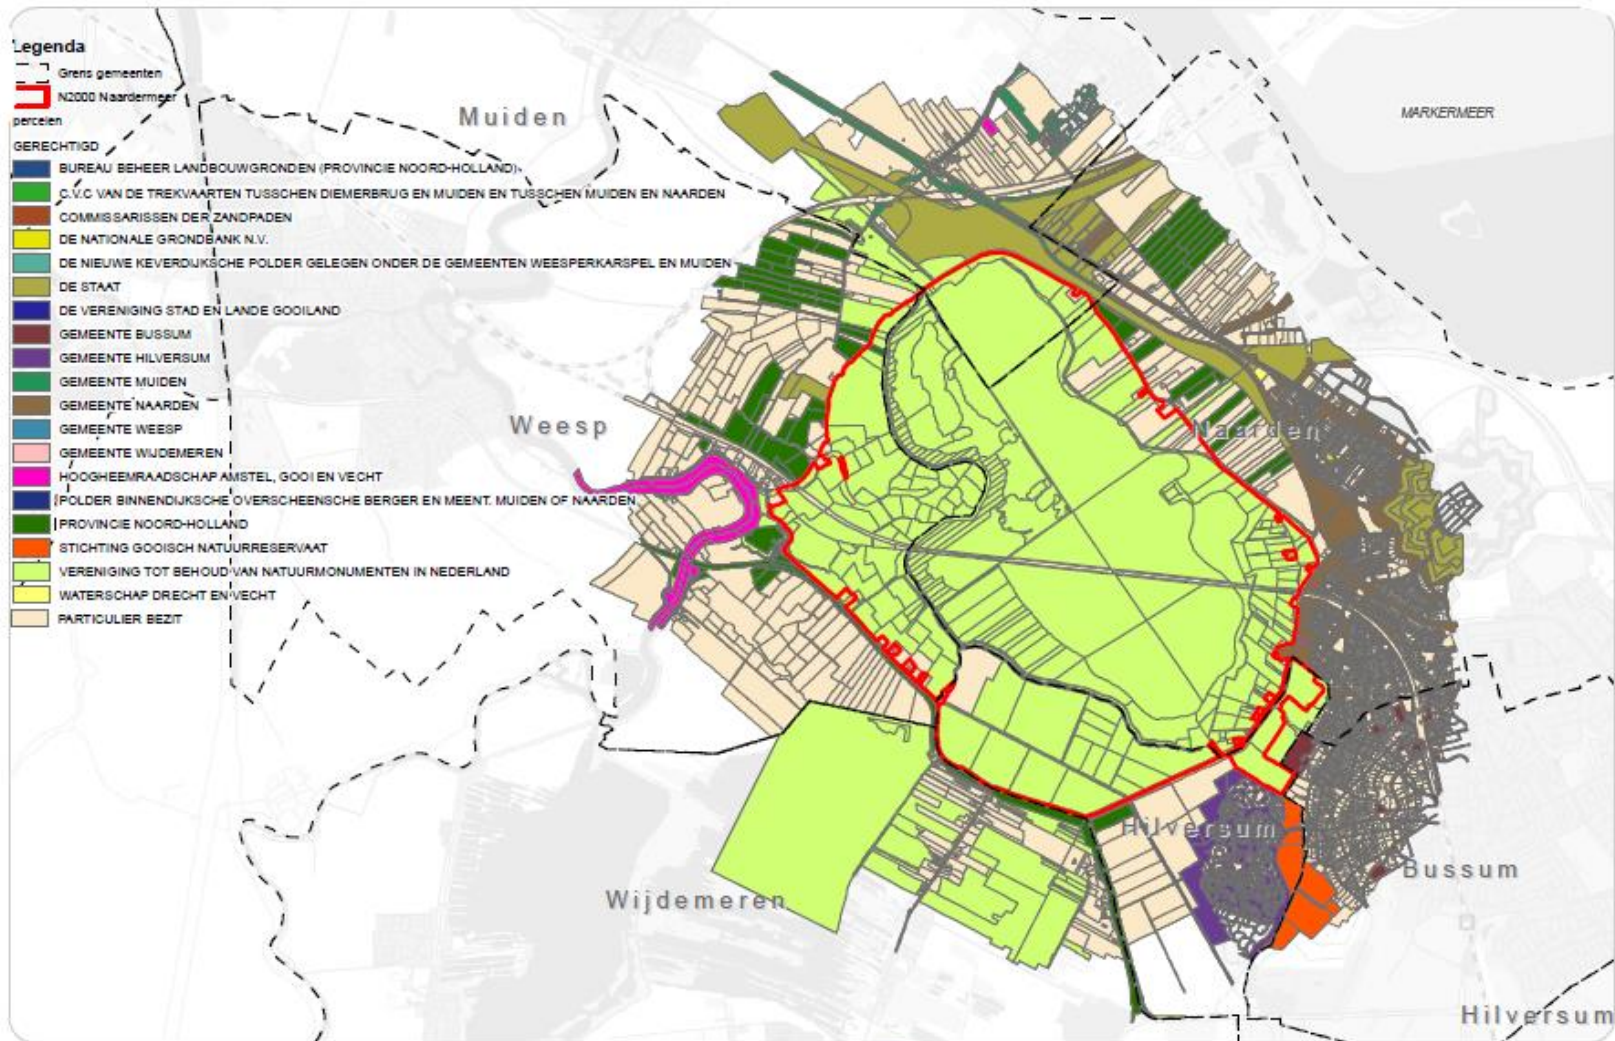 Legenda
Grens gemeenten
N2000 Naardermeer
percelen
GERECHTIGD
BUREAU BEHEER LANDBOUWGRONDEN (PROVINCIE NOORD-HOLLAND)
C.V.C VAN DE TREKVAARTEN TUSSCHEN DIEMERBRUG EN MUIDEN EN TUSSCHEN MUIDEN EN NAARDEN
COMMISSARISSEN DER ZANDPADEN
DE NATIONALE GRONDBANK N.V.
DE NIEUWE KEVERDIJKSCHE POLDER GELEGEN ONDER DE GEMEENTEN WEESPERKARSPEL EN MUIDEN
DE STAAT
DE VERENIGING STAD EN LANDE GOOILAND
GEMEENTE BUSSUM
GEMEENTE HILVERSUM
GEMEENTE MUIDEN
GEMEENTE NAARDEN
GEMEENTE WEESP
GEMEENTE WIJDEMEREN
HOOGHEEMRAADSCHAP AMSTEL, GOOI EN VECHT
POLDER BINNENDIJKSCHE OVERSCHEENSCHE BERGER EN MEENT. MUIDEN OF NAARDEN
PROVINCIE NOORD-HOLLAND
STICHTING GOOISCH NATUURRESERVAAT
VERENIGING TOT BEHOUD VAN NATUURMONUMENTEN IN NEDERLAND
WATERSCHAP DRECHT EN VECHT
PARTICULIER BEZIT
Muiden
MARKERMEER
Weesp
Naarden
Hilversum
Bussum
Wijdemeren
Hilversum